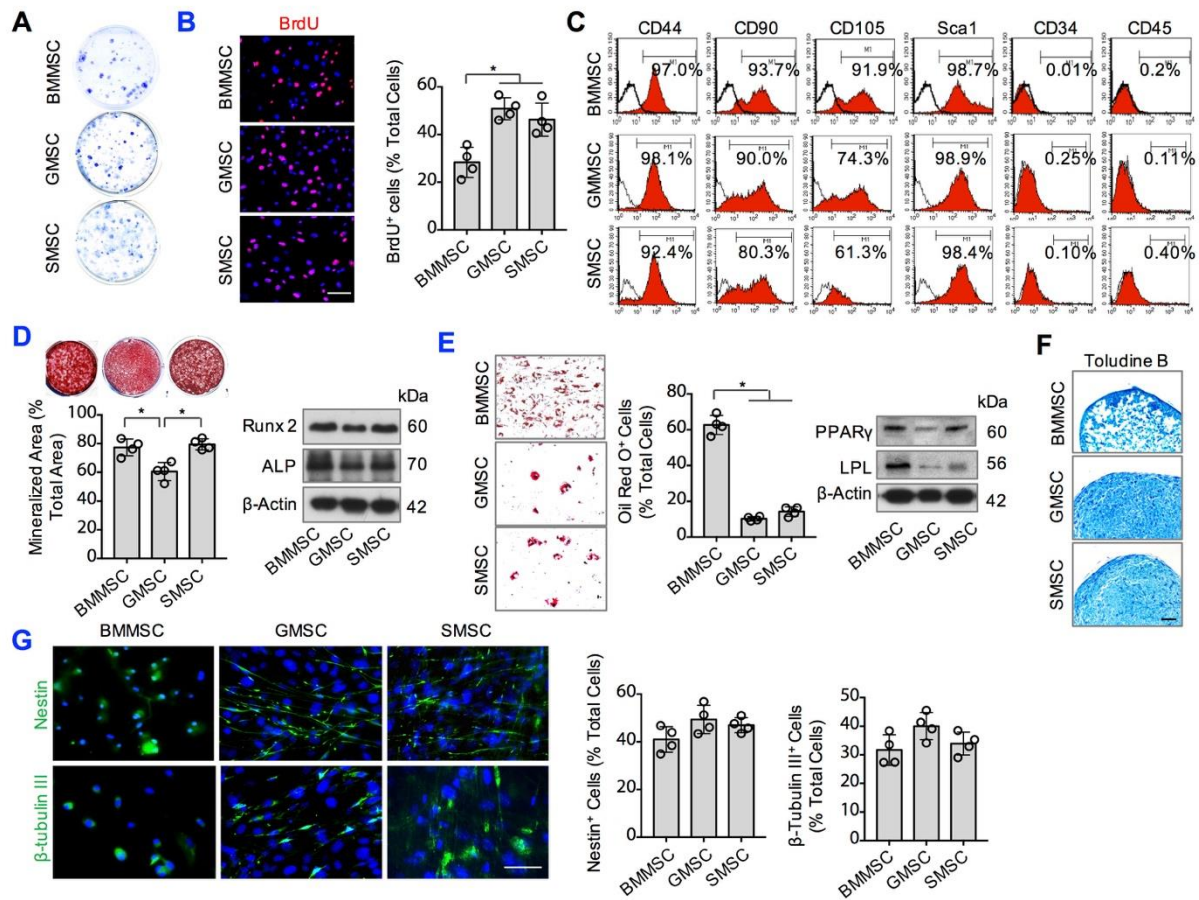 A
BMMSC
GMSC
SMSC
B
BrdU
BMMSC
GMSC
SMSC
BrdU⁺ cells (% Total Cells)
60
40
20
0
*
BMMSC
GMSC
SMSC
C
CD44 CD90 CD105 Sca1 CD34 CD45
BMMSC
97.0% 93.7% 91.9% 98.7% 0.01% 0.2%
GMMSC
98.1% 90.0% 74.3% 98.9% 0.25% 0.11%
SMSC
92.4% 80.3% 61.3% 98.4% 0.10% 0.40%
D
Mineralized Area (%
Total Area)
100
80
60
40
20
0
* *
BMMSC
GMSC
SMSC
kDa
Runx 2 60
ALP 70
β-Actin 42
BMMSC
GMSC
SMSC
E
BMMSC
GMSC
SMSC
Oil Red O⁺ Cells
(% Total Cells)
80
60
40
20
0
*
BMMSC
GMSC
SMSC
kDa
PPARγ 60
LPL 56
β-Actin 42
BMMSC
GMSC
SMSC
F
Toludine B
BMMSC
GMSC
SMSC
G
BMMSC GMSC SMSC
Nestin
β-tubulin III
Nestin⁺ Cells (% Total Cells)
60
40
20
0
BMMSC
GMSC
SMSC
β-Tubulin III⁺ Cells
(% Total Cells)
50
40
30
20
10
0
BMMSC
GMSC
SMSC